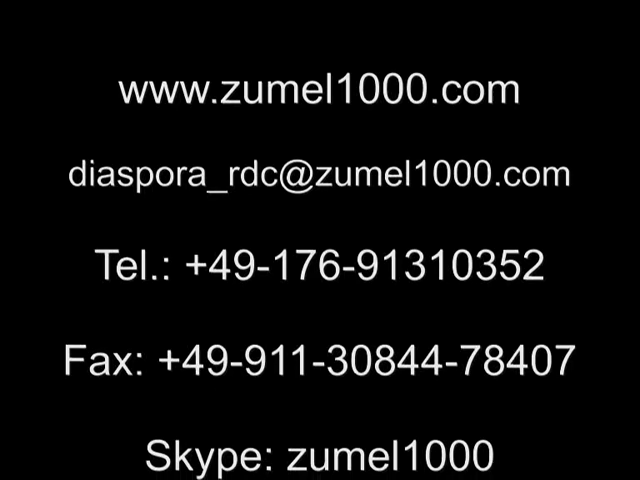 www.zumel1000.com
diaspora_rdc@zumel1000.com
Tel.: +49-176-91310352
Fax: +49-911-30844-78407
Skype: zumel1000